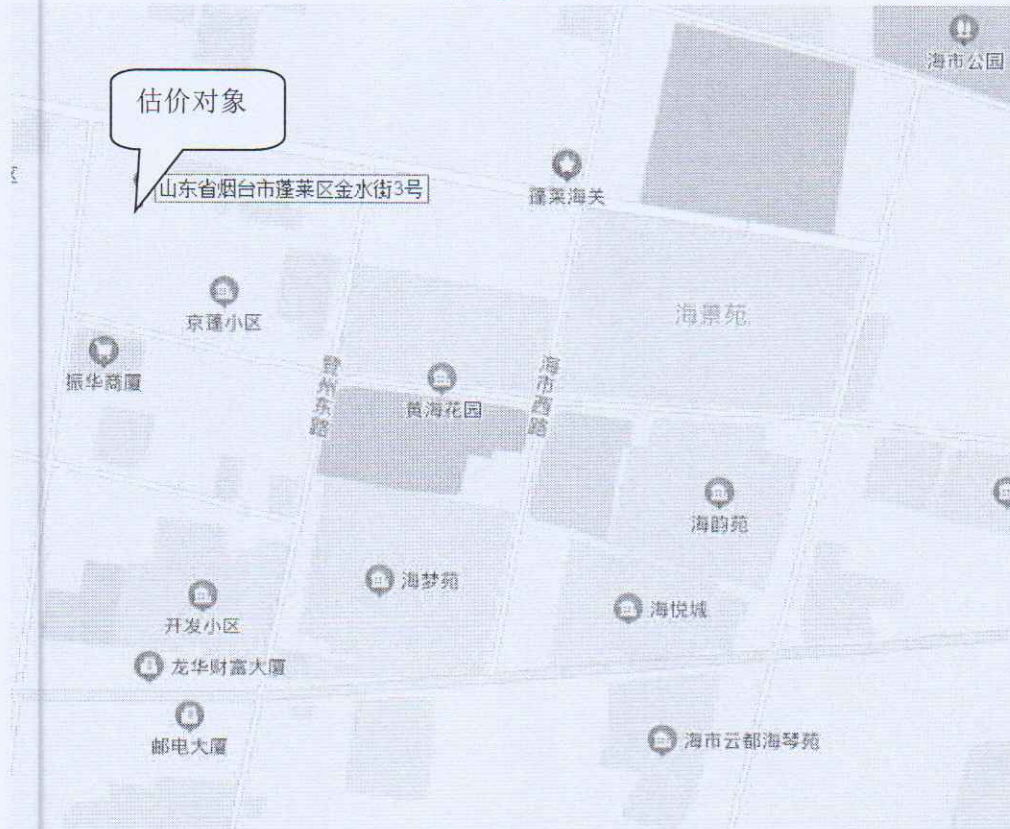 海市公园
估价对象
区
山东省烟台市蓬莱区金水街3号
蓬莱海关
海景苑
京蓬小区
振华商厦
登州东路
海市西路
黄海花园
海韵苑
海梦苑
海悦城
开发小区
龙华财富大厦
邮电大厦
海市云都海琴苑